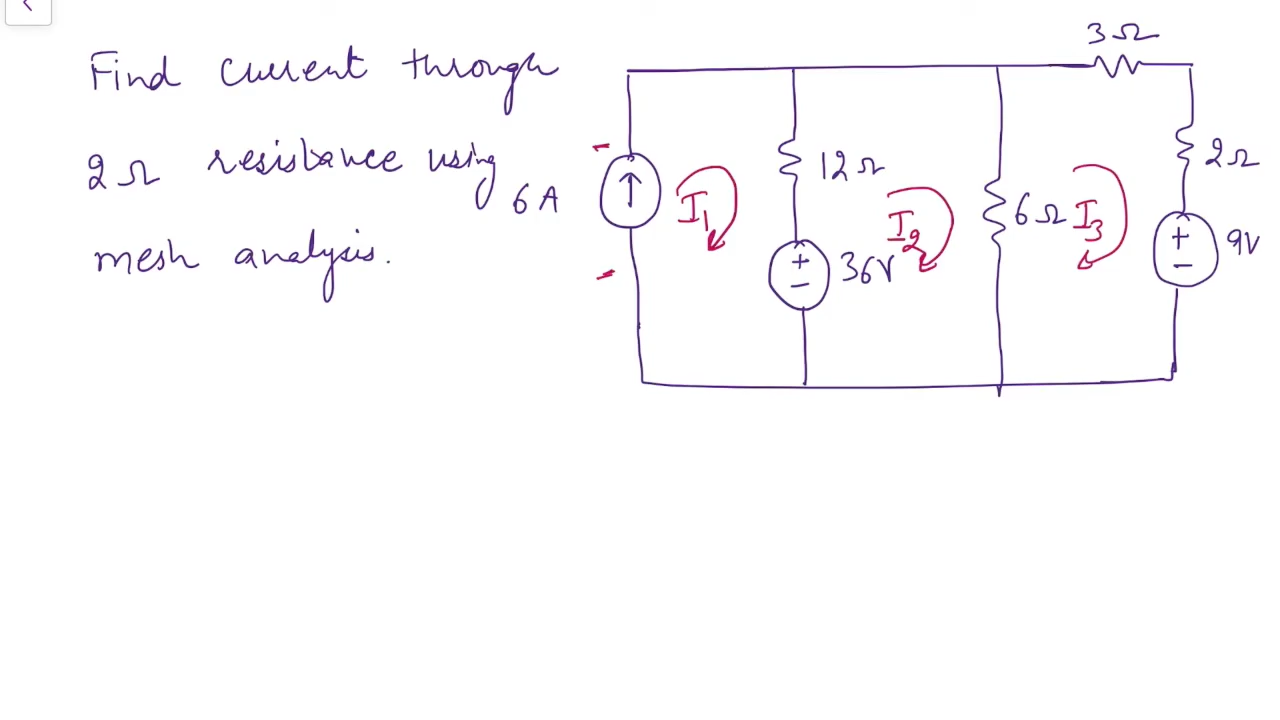 Find current through
2Ω resistance using
mesh analysis.
3Ω
12Ω
2Ω
6A
I1
I2
6Ω
I3
+
-
36V
+
-
9V